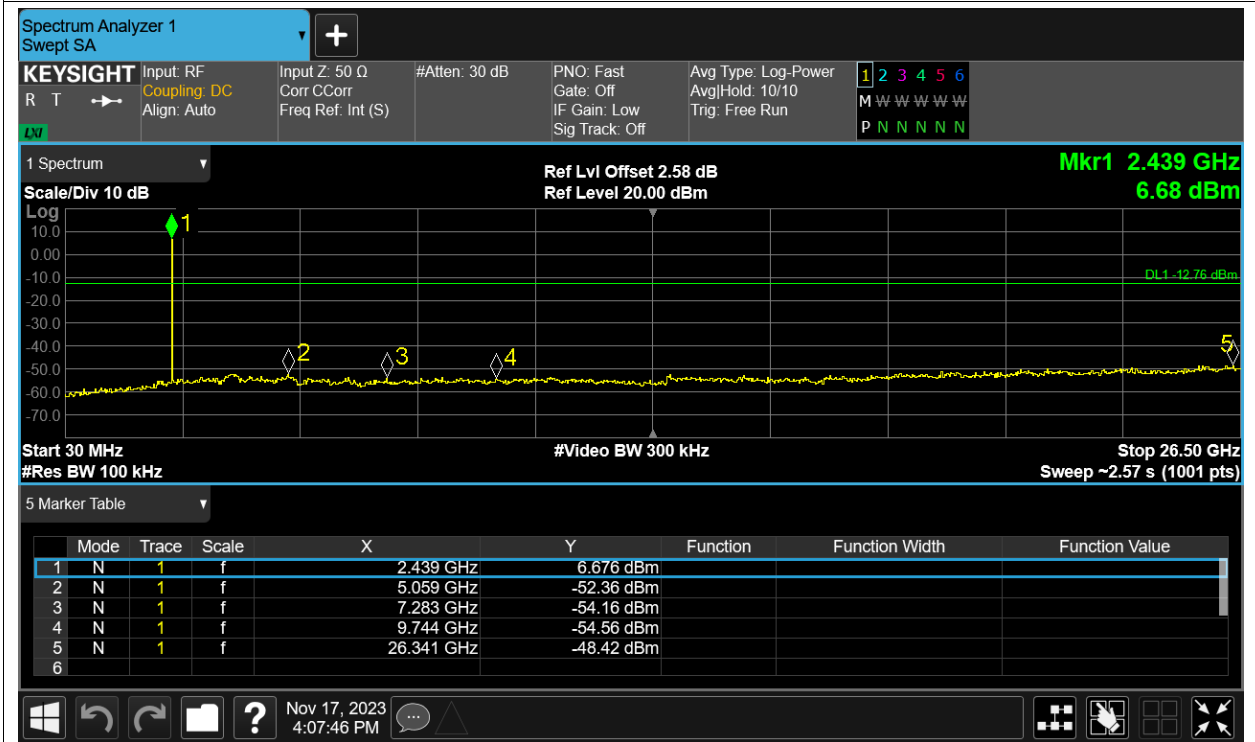 Spectrum Analyzer 1
Swept SA
KEYSIGHT
R T
LXI
Input: RF
Coupling: DC
Align: Auto
Input Z: 50 Ω
Corr CCorr
Freq Ref: Int (S)
#Atten: 30 dB
PNO: Fast
Gate: Off
IF Gain: Low
Sig Track: Off
Avg Type: Log-Power
Avg|Hold: 10/10
Trig: Free Run
1 2 3 4 5 6
M W W W W W
P N N N N N
1 Spectrum
Scale/Div 10 dB
Ref Lvl Offset 2.58 dB
Ref Level 20.00 dBm
Mkr1 2.439 GHz
6.68 dBm
Log
10.0
0.00
-10.0
-20.0
-30.0
-40.0
-50.0
-60.0
-70.0
1
2
3
4
5
DL1 -12.76 dBm
Start 30 MHz
#Res BW 100 kHz
#Video BW 300 kHz
Stop 26.50 GHz
Sweep ~2.57 s (1001 pts)
5 Marker Table
Mode Trace Scale X Y Function Function Width Function Value
1 N 1 f 2.439 GHz 6.676 dBm
2 N 1 f 5.059 GHz -52.36 dBm
3 N 1 f 7.283 GHz -54.16 dBm
4 N 1 f 9.744 GHz -54.56 dBm
5 N 1 f 26.341 GHz -48.42 dBm
6
?
Nov 17, 2023
4:07:46 PM